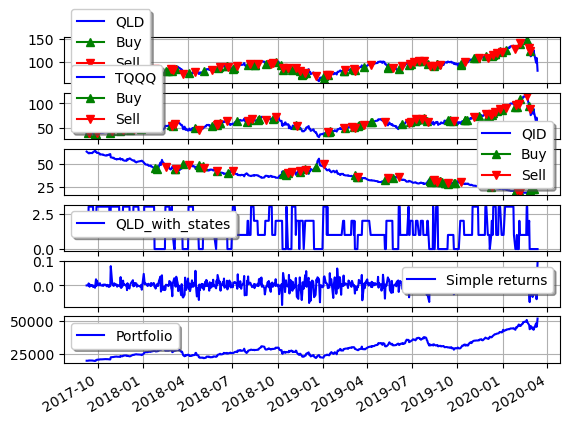 QLD
Buy
Sell
150
100
TQQQ
Buy
Sell
100
50
QID
Buy
Sell
50
25
QLD_with_states
2.5
0.0
Simple returns
0.1
0.0
Portfolio
50000
25000
2017-10
2018-01
2018-04
2018-07
2018-10
2019-01
2019-04
2019-07
2019-10
2020-01
2020-04